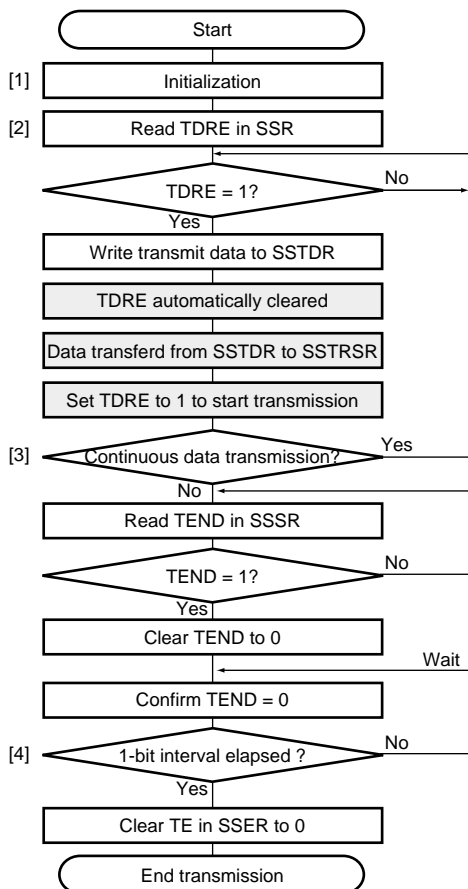 Start
[1] Initialization
[2] Read TDRE in SSR
TDRE = 1? No
Yes
Write transmit data to SSTDR
TDRE automatically cleared
Data transferd from SSTDR to SSTRSR
Set TDRE to 1 to start transmission
[3] Continuous data transmission? Yes
No
Read TEND in SSSR
TEND = 1? No
Yes
Clear TEND to 0
Wait
Confirm TEND = 0
[4] 1-bit interval elapsed ? No
Yes
Clear TE in SSER to 0
End transmission